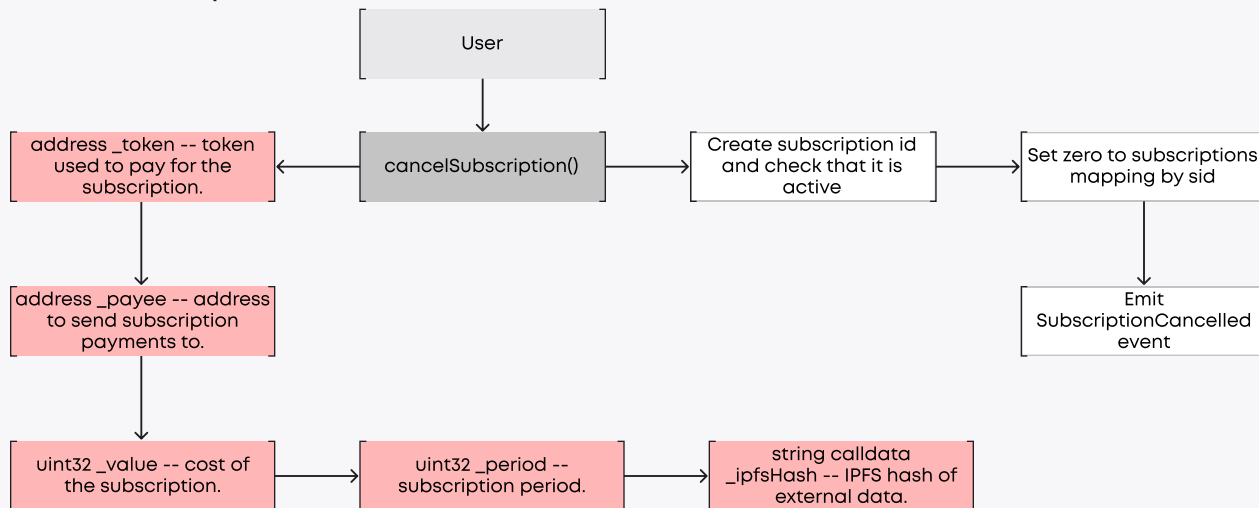 User
address _token -- token
used to pay for the
subscription.
cancelSubscription()
Create subscription id
and check that it is
active
Set zero to subscriptions
mapping by sid
address _payee -- address
to send subscription
payments to.
Emit
SubscriptionCancelled
event
uint32 _value -- cost of
the subscription.
uint32 _period --
subscription period.
string calldata
_ipfsHash -- IPFS hash of
external data.